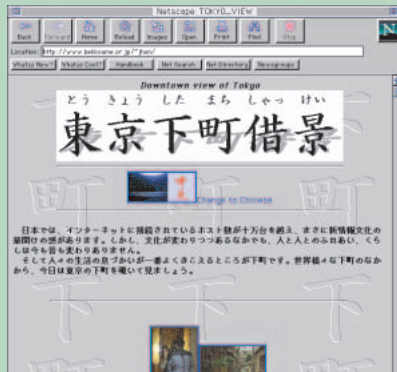 Netscape: TOKYO_VIEW
Back Forward Home Reload Images Open Print Find Stop
N
Location: http://www.bekkoame.or.jp/~jhen/
What's New? What's Cool? Handbook Net Search Net Directory Newsgroups
Downtown view of Tokyo
とう きょう した まち しゃっ けい
東京下町借景
Change to Chinese
日本では、インターネットに接続されているホスト数が十万台を越え、まさに新情報文化の
幕開けの感があります。しかし、文化が変わりつつあるなかでも、人と人とのふれあい、くら
しは今も昔も変わりありません。
そして人々の生活の息づかいが一番よくきこえるところが下町です。世界様々な下町のなか
から、今日は東京の下町を覗いて見ましょう。